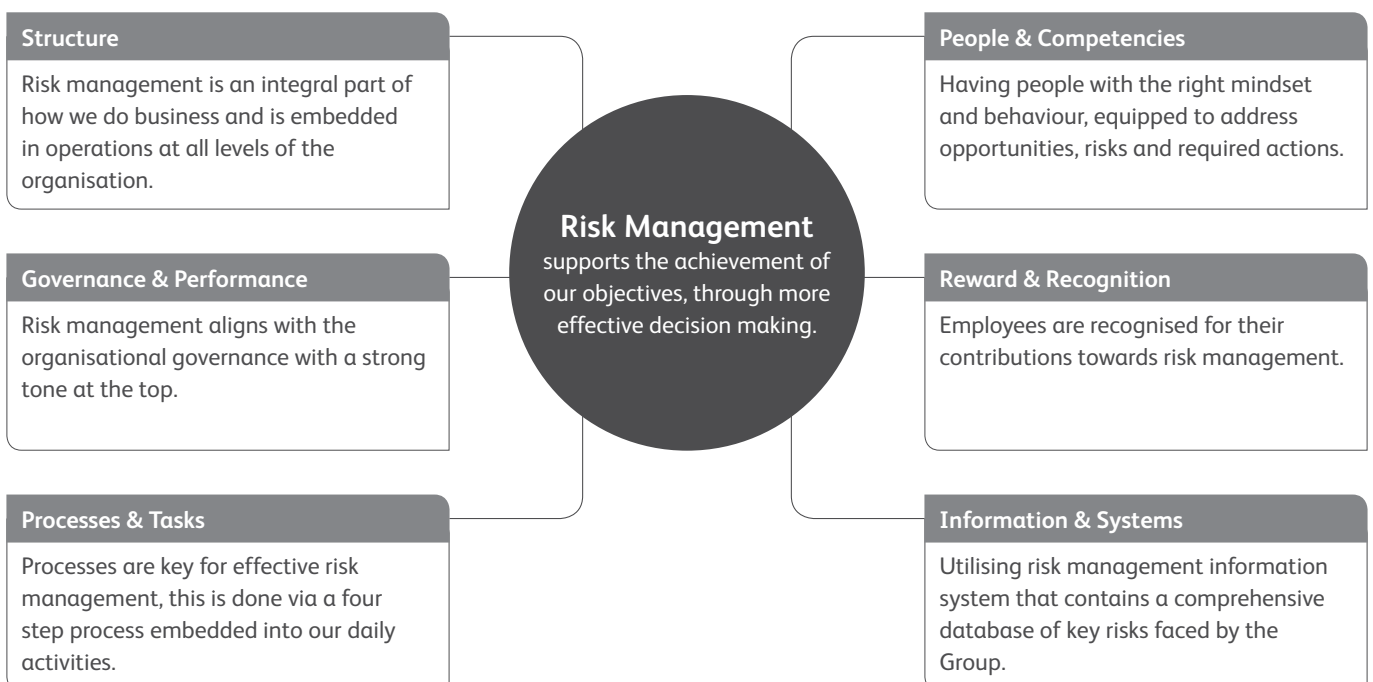 Structure
Risk management is an integral part of
how we do business and is embedded
in operations at all levels of the
organisation.
Governance & Performance
Risk management aligns with the
organisational governance with a strong
tone at the top.
Processes & Tasks
Processes are key for effective risk
management, this is done via a four
step process embedded into our daily
activities.
Risk Management
supports the achievement of
our objectives, through more
effective decision making.
People & Competencies
Having people with the right mindset
and behaviour, equipped to address
opportunities, risks and required actions.
Reward & Recognition
Employees are recognised for their
contributions towards risk management.
Information & Systems
Utilising risk management information
system that contains a comprehensive
database of key risks faced by the
Group.